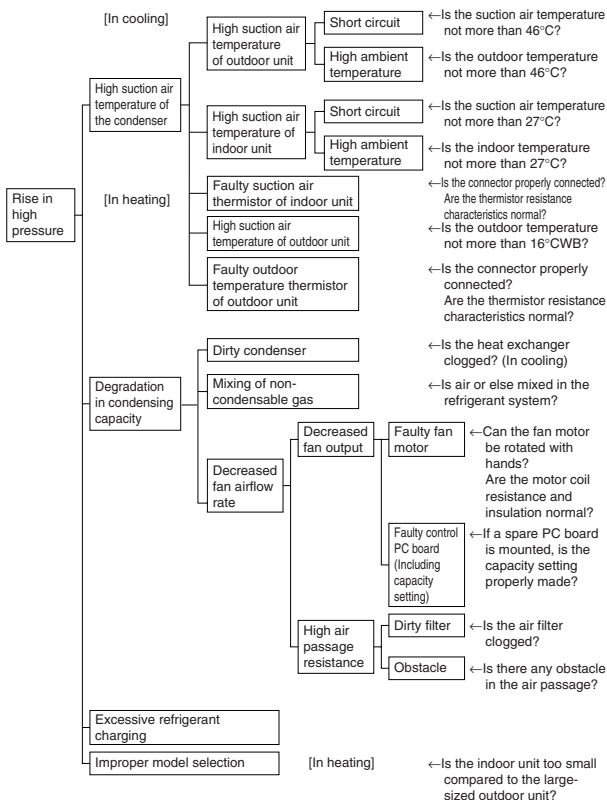 [In cooling]
High suction air
temperature
of outdoor unit
Short circuit
←Is the suction air temperature
not more than 46°C?
High ambient
temperature
←Is the outdoor temperature
not more than 46°C?
High suction air
temperature of
the condenser
High suction air
temperature of
indoor unit
Short circuit
←Is the suction air temperature
not more than 27°C?
High ambient
temperature
←Is the indoor temperature
not more than 27°C?
Rise in
high
pressure
[In heating]
Faulty suction air
thermistor of indoor unit
←Is the connector properly connected?
Are the thermistor resistance
characteristics normal?
High suction air
temperature of outdoor unit
←Is the outdoor temperature
not more than 16°CWB?
Faulty outdoor
temperature thermistor
of outdoor unit
←Is the connector properly
connected?
Are the thermistor resistance
characteristics normal?
Degradation
in condensing
capacity
Dirty condenser
←Is the heat exchanger
clogged? (In cooling)
Mixing of non-
condensable gas
←Is air or else mixed in the
refrigerant system?
Decreased
fan airflow
rate
Decreased
fan output
Faulty fan
motor
←Can the fan motor
be rotated with
hands?
Are the motor coil
resistance and
insulation normal?
Faulty control
PC board
(Including
capacity
setting)
←If a spare PC board
is mounted, is the
capacity setting
properly made?
High air
passage
resistance
Dirty filter
←Is the air filter
clogged?
Obstacle
←Is there any obstacle
in the air passage?
Excessive refrigerant
charging
Improper model selection
[In heating]
←Is the indoor unit too small
compared to the large-
sized outdoor unit?